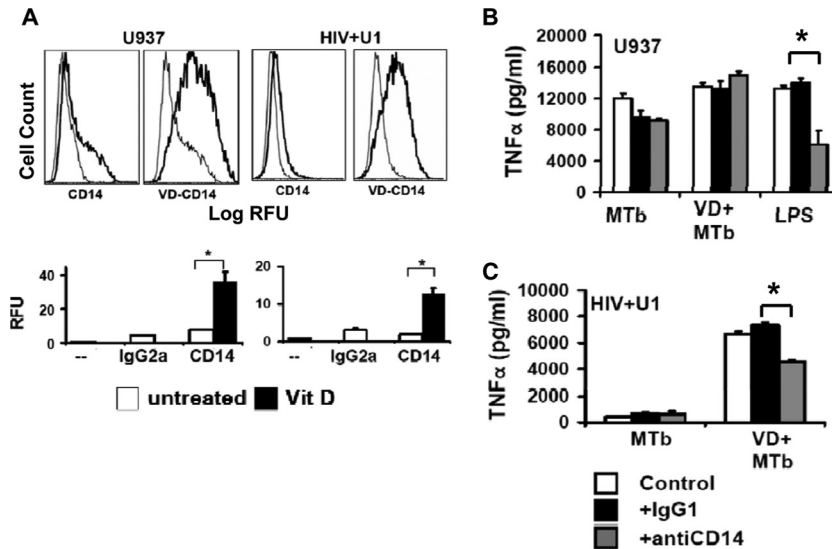 A
U937
HIV+U1
Cell Count
CD14
VD-CD14
CD14
VD-CD14
Log RFU
RFU
40
20
0
--
IgG2a
CD14
*
20
10
0
--
IgG2a
CD14
*
untreated
Vit D
B
U937
*
TNFα (pg/ml)
20000
16000
12000
8000
4000
0
MTb
VD+
MTb
LPS
C
HIV+U1
*
TNFα (pg/ml)
10000
8000
6000
4000
2000
0
MTb
VD+
MTb
Control
+IgG1
+antiCD14